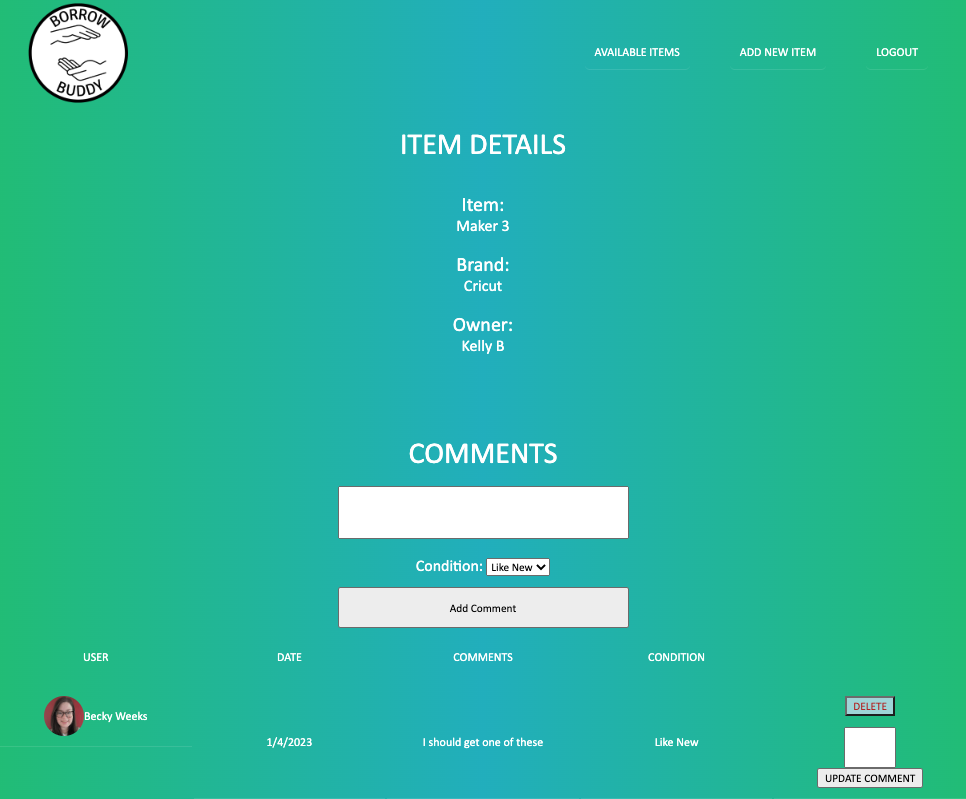 BORROW
BUDDY
AVAILABLE ITEMS ADD NEW ITEM LOGOUT
ITEM DETAILS
Item:
Maker 3
Brand:
Cricut
Owner:
Kelly B
COMMENTS
Condition: Like New
Add Comment
USER DATE COMMENTS CONDITION
Becky Weeks
DELETE
1/4/2023 I should get one of these Like New
UPDATE COMMENT